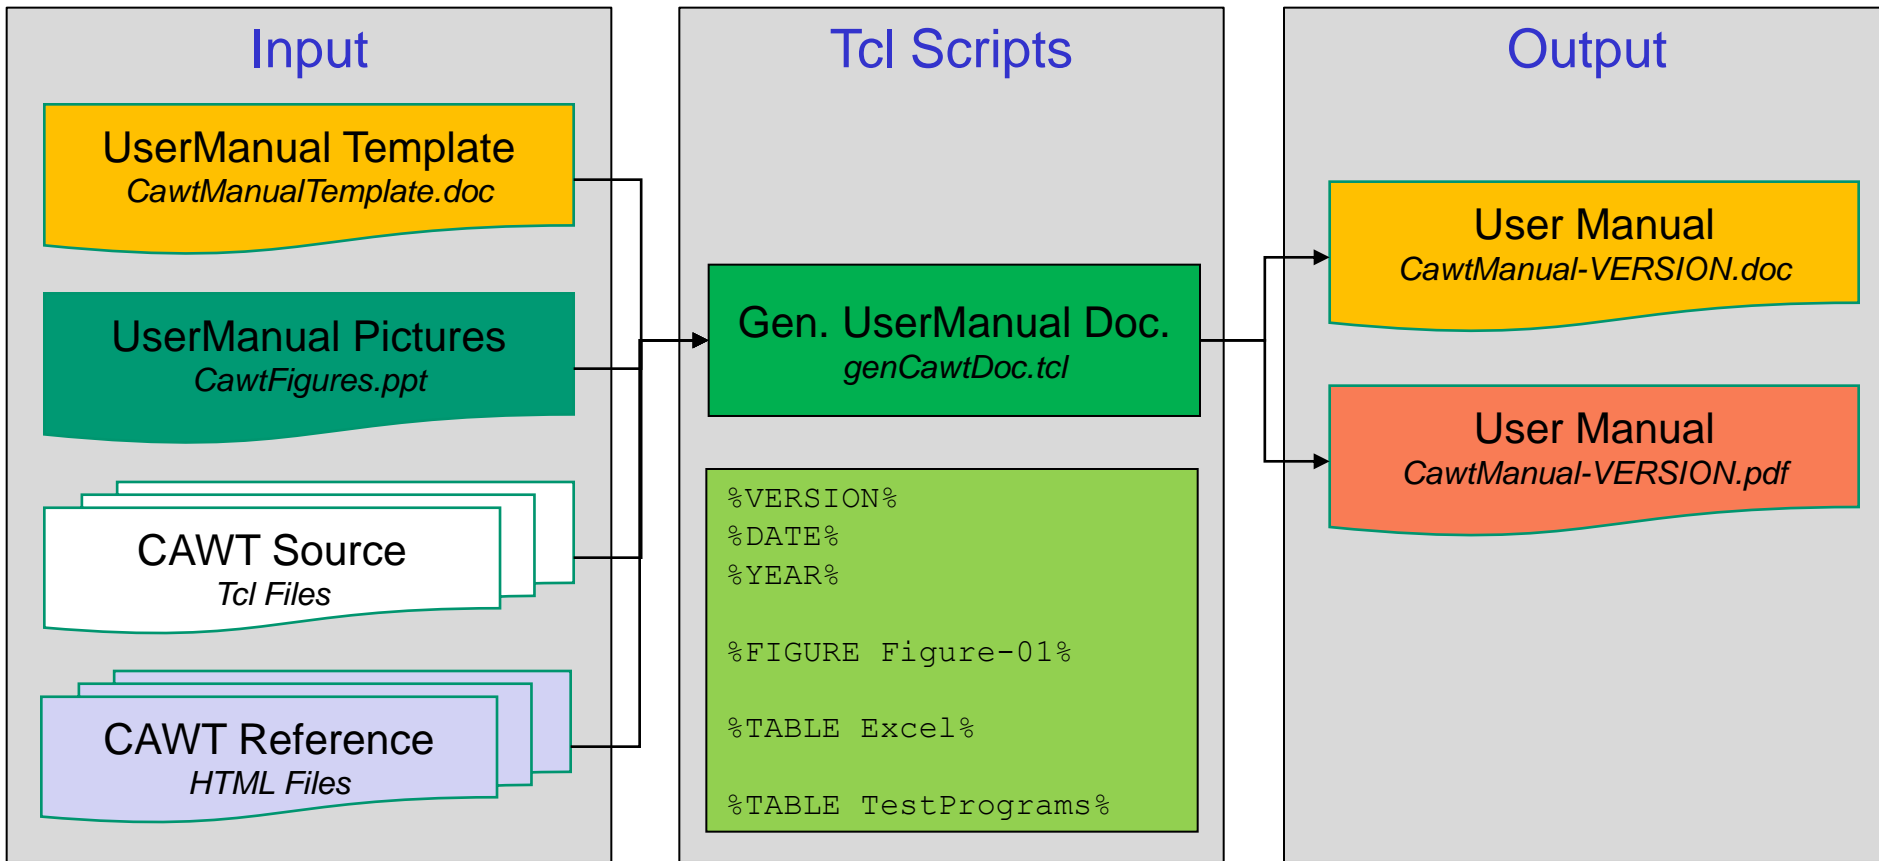 Input
UserManual Template
CawtManualTemplate.doc
UserManual Pictures
CawtFigures.ppt
CAWT Source
Tcl Files
CAWT Reference
HTML Files
Tcl Scripts
Gen. UserManual Doc.
genCawtDoc.tcl
%VERSION%
%DATE%
%YEAR%
%FIGURE Figure-01%
%TABLE Excel%
%TABLE TestPrograms%
Output
User Manual
CawtManual-VERSION.doc
User Manual
CawtManual-VERSION.pdf